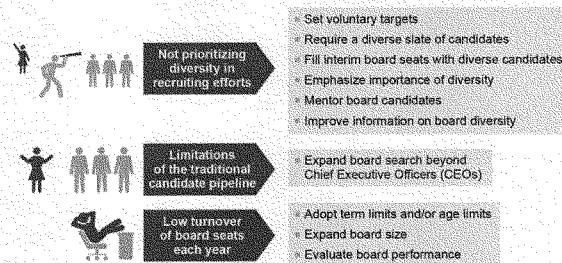 Not prioritizing
diversity in
recruiting efforts
Set voluntary targets
Require a diverse slate of candidates
Fill interim board seats with diverse candidates
Emphasize importance of diversity
Mentor board candidates
Improve information on board diversity
Limitations
of the traditional
candidate pipeline
Expand board search beyond
Chief Executive Officers (CEOs)
Low turnover
of board seats
each year
Adopt term limits and/or age limits
Expand board size
Evaluate board performance